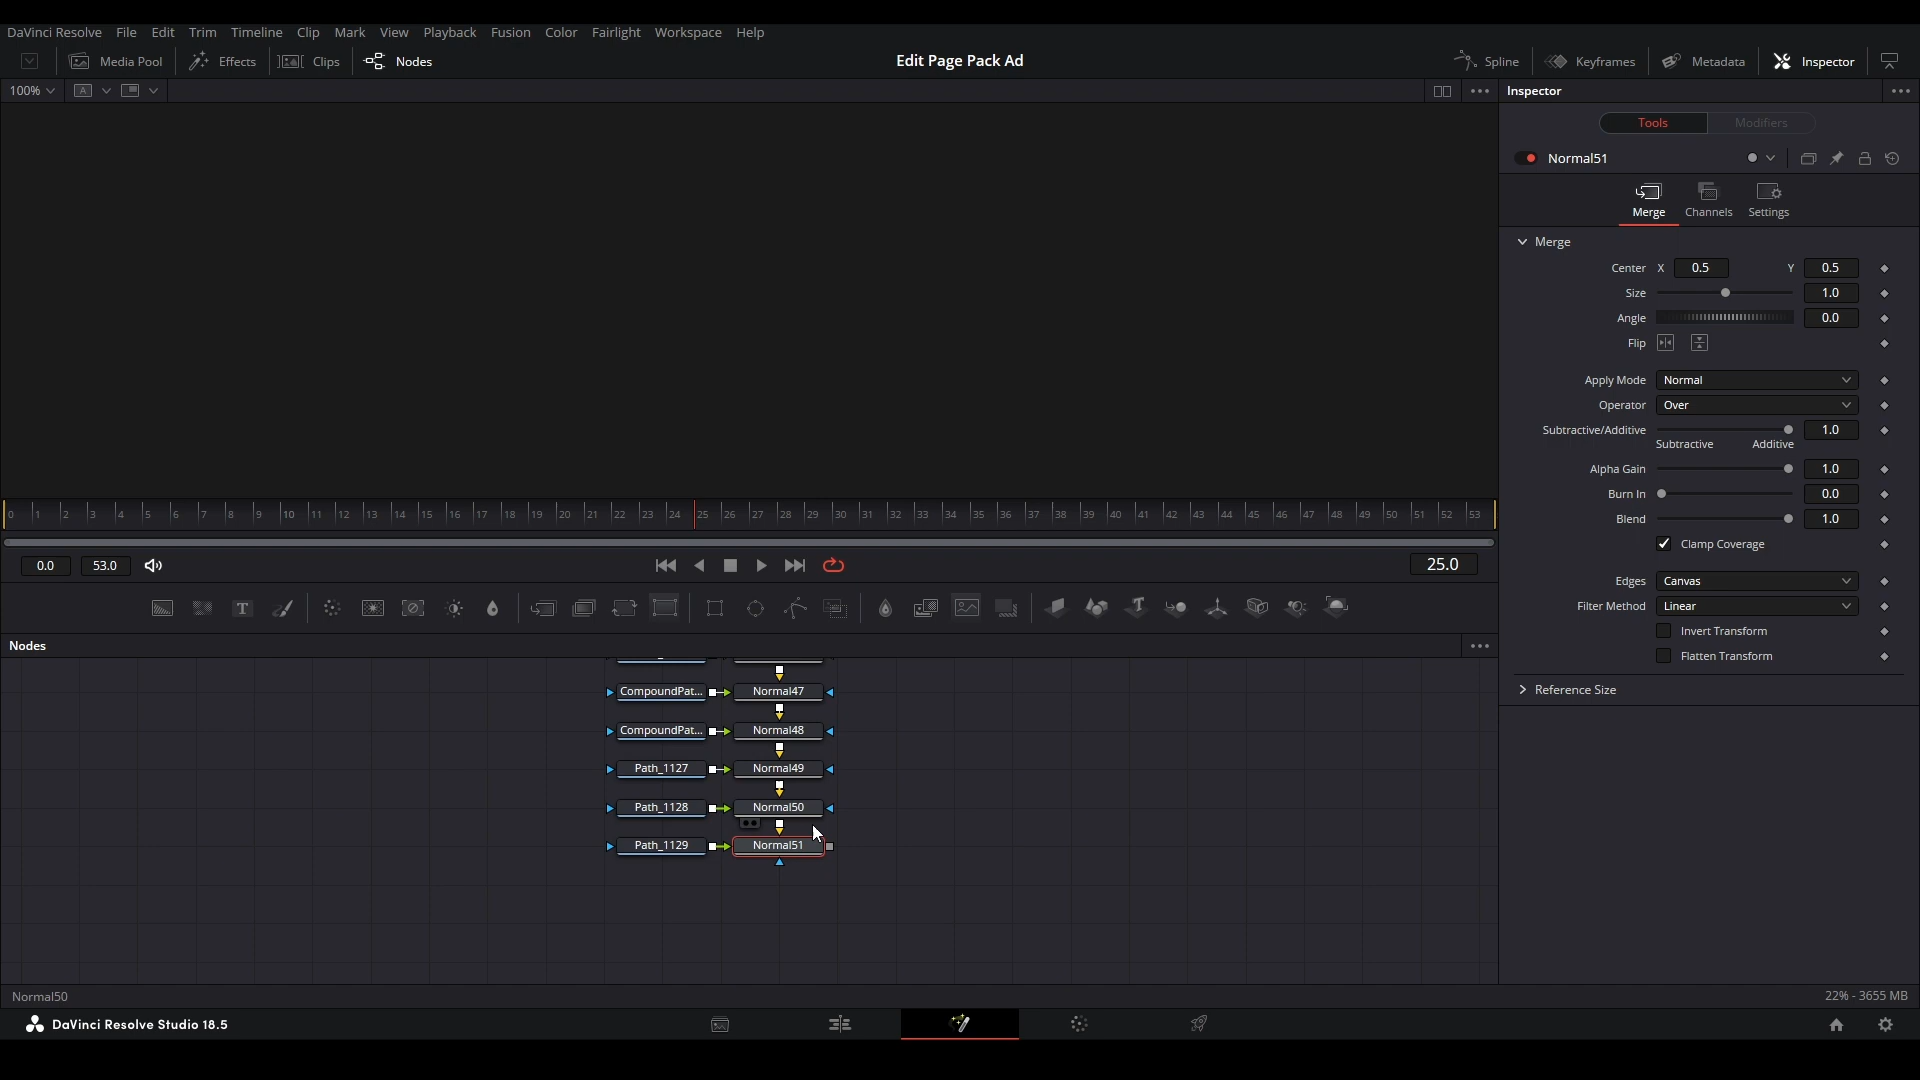 DaVinci Resolve File Edit Trim Timeline Clip Mark View Playback Fusion Color Fairlight Workspace Help
Media Pool Effects Clips Nodes Edit Page Pack Ad Spline Keyframes Metadata Inspector
100% A Inspector
Tools Modifiers
Normal51
Merge Channels Settings
Merge
Center X 0.5 Y 0.5
Size 1.0
Angle 0.0
Flip
Apply Mode Normal
Operator Over
Subtractive/Additive 1.0
Subtractive Additive
Alpha Gain 1.0
Burn In 0.0
Blend 1.0
Clamp Coverage
Edges Canvas
Filter Method Linear
Invert Transform
Flatten Transform
Reference Size
0 1 2 3 4 5 6 7 8 9 10 11 12 13 14 15 16 17 18 19 20 21 22 23 24 25 26 27 28 29 30 31 32 33 34 35 36 37 38 39 40 41 42 43 44 45 46 47 48 49 50 51 52 53
0.0 53.0 25.0
T T
Nodes
CompoundPat... Normal47
CompoundPat... Normal48
Path_1127 Normal49
Path_1128 Normal50
Path_1129 Normal51
Normal50 22% - 3655 MB
DaVinci Resolve Studio 18.5